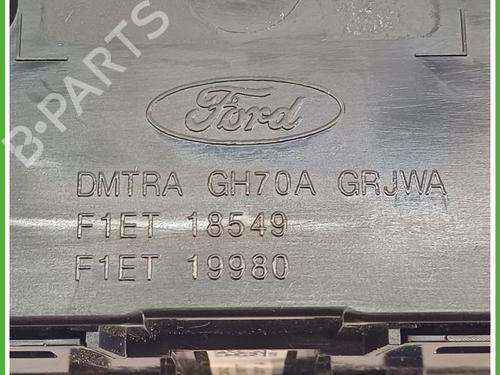 B-PARTS
Ford
DMTRA GH70A GRJWA
F1ET 18549
F1ET 19980